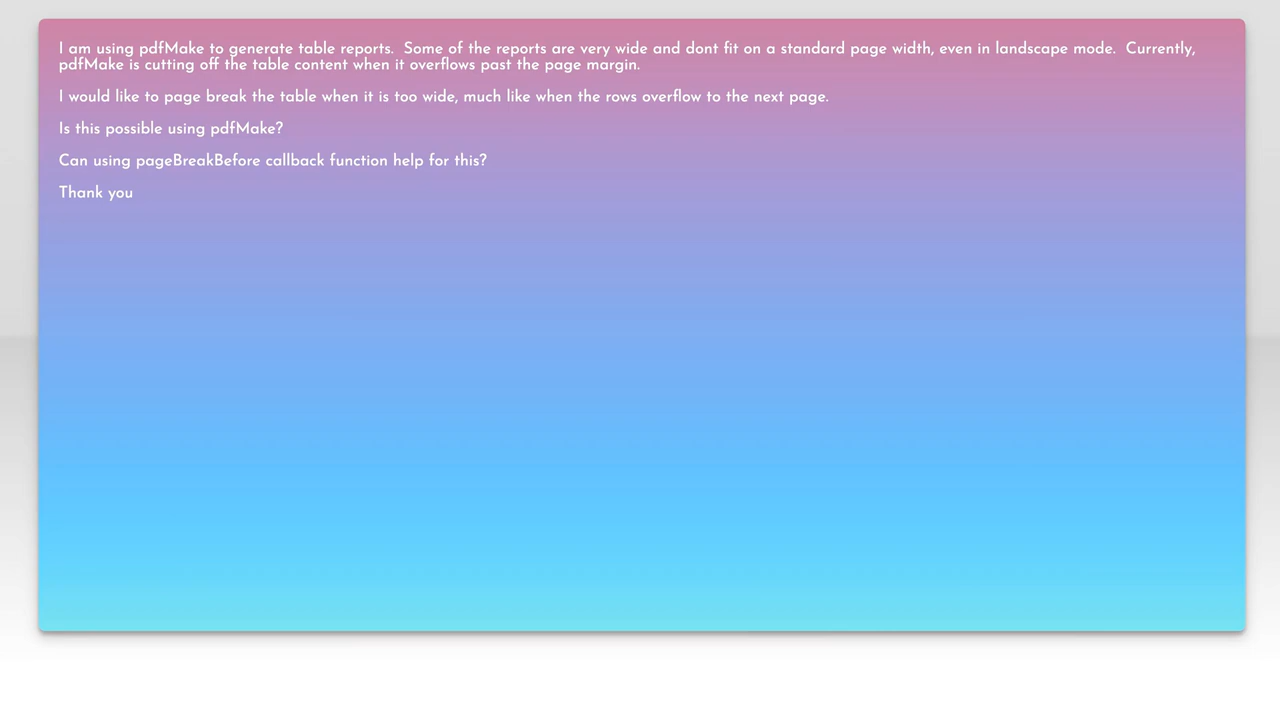 I am using pdfMake to generate table reports.  Some of the reports are very wide and dont fit on a standard page width, even in landscape mode.  Currently,
pdfMake is cutting off the table content when it overflows past the page margin.
I would like to page break the table when it is too wide, much like when the rows overflow to the next page.
Is this possible using pdfMake?
Can using pageBreakBefore callback function help for this?
Thank you